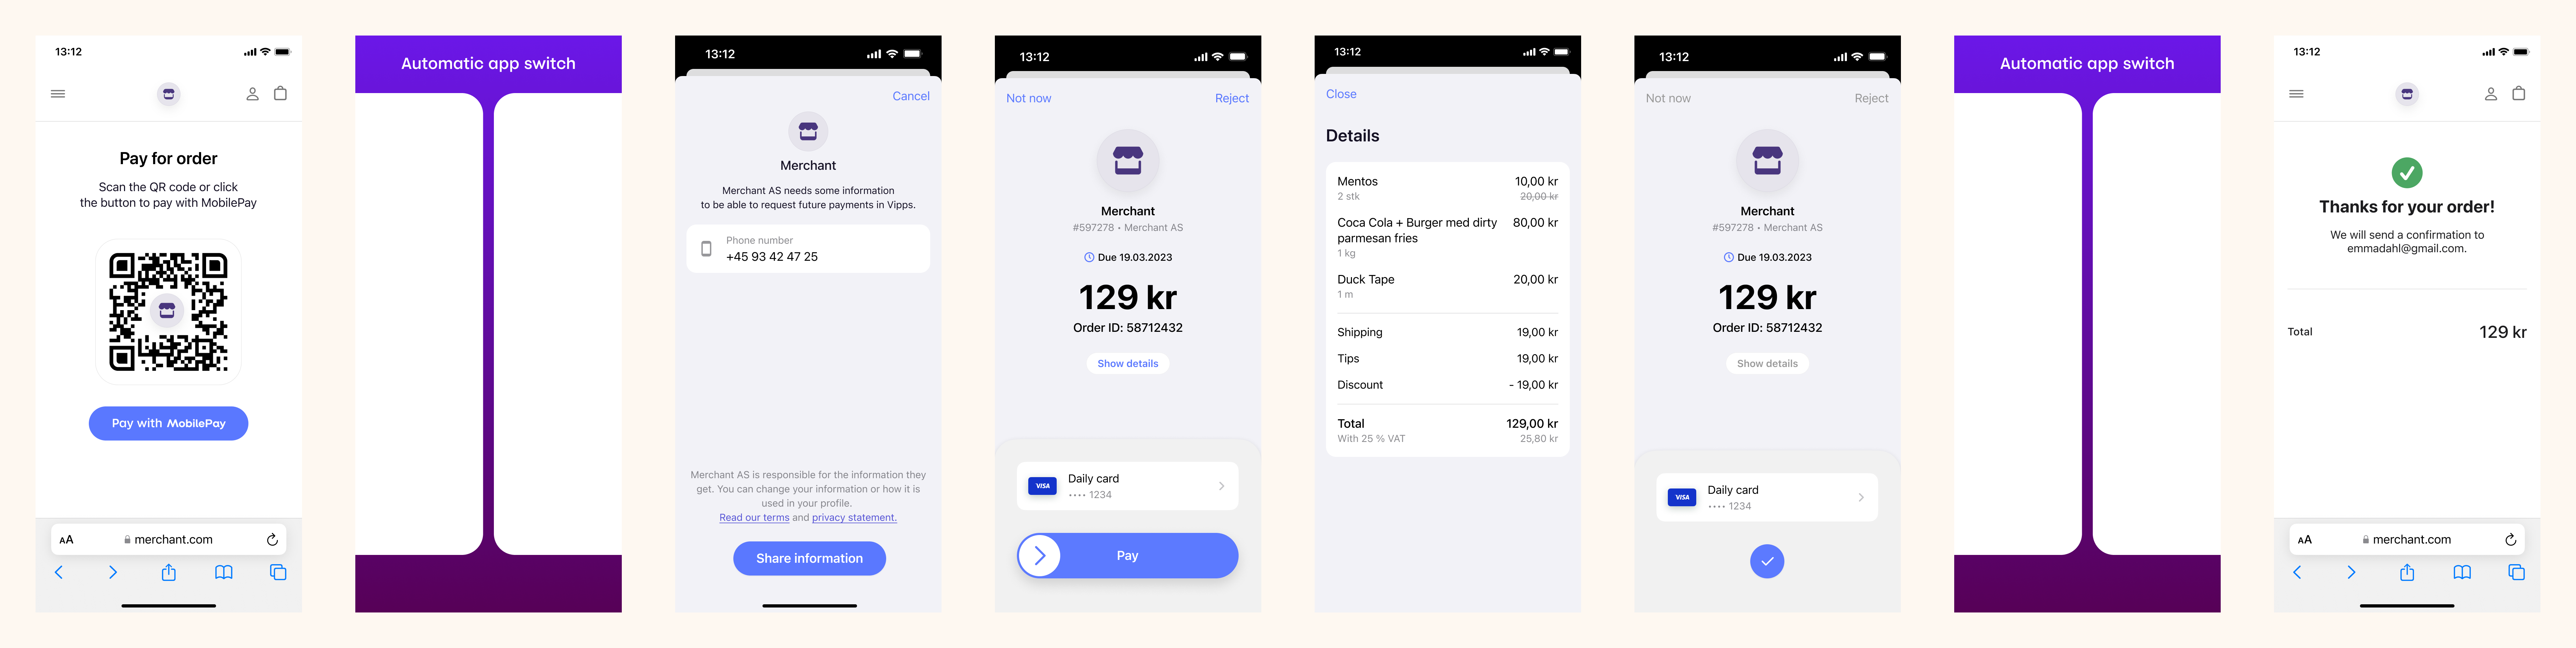 13:12
Pay for order
Scan the QR code or click
the button to pay with MobilePay
Pay with MobilePay
AA
merchant.com
Automatic app switch
13:12
Cancel
Merchant
Merchant AS needs some information
to be able to request future payments in Vipps.
Phone number
+45 93 42 47 25
Merchant AS is responsible for the information they
get. You can change your information or how it is
used in your profile.
Read our terms and privacy statement.
Share information
13:12
Not now
Reject
Merchant
#597278 • Merchant AS
Due 19.03.2023
129 kr
Order ID: 58712432
Show details
VISA
Daily card
•••• 1234
Pay
13:12
Close
Details
Mentos 10,00 kr
2 stk 20,00 kr
Coca Cola + Burger med dirty 80,00 kr
parmesan fries
1 kg
Duck Tape 20,00 kr
1 m
Shipping 19,00 kr
Tips 19,00 kr
Discount - 19,00 kr
Total 129,00 kr
With 25 % VAT 25,80 kr
13:12
Not now
Reject
Merchant
#597278 • Merchant AS
Due 19.03.2023
129 kr
Order ID: 58712432
Show details
VISA
Daily card
•••• 1234
Automatic app switch
13:12
Thanks for your order!
We will send a confirmation to
emmadahl@gmail.com.
Total 129 kr
AA
merchant.com